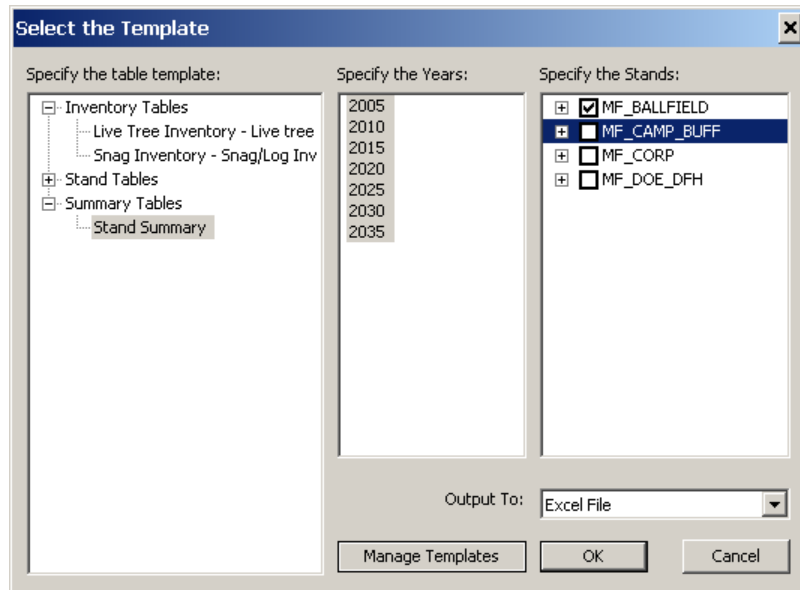 Select the Template
Specify the table template:
Inventory Tables
Live Tree Inventory - Live tree
Snag Inventory - Snag/Log Inv
Stand Tables
Summary Tables
Stand Summary
Specify the Years:
2005
2010
2015
2020
2025
2030
2035
Specify the Stands:
MF_BALLFIELD
MF_CAMP_BUFF
MF_CORP
MF_DOE_DFH
Output To:
Excel File
Manage Templates
OK
Cancel